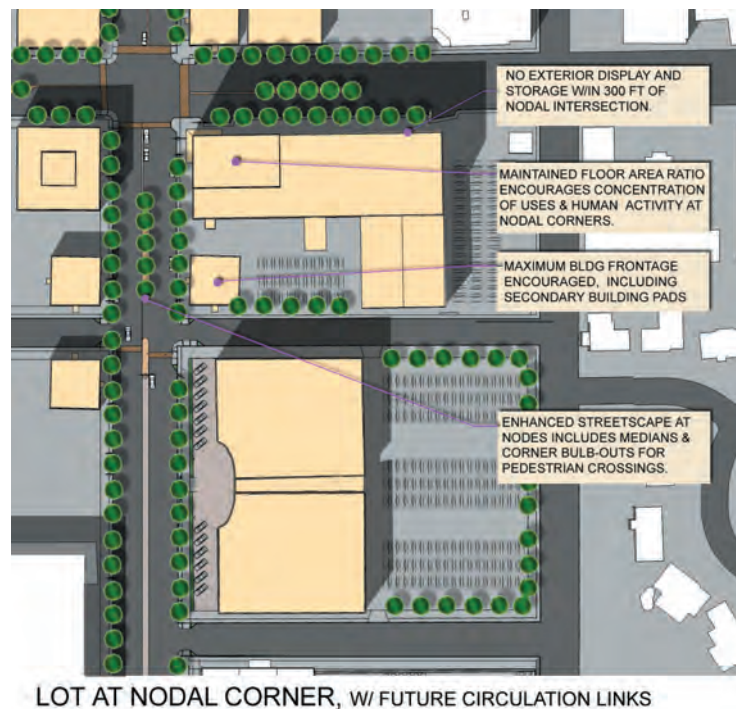 NO EXTERIOR DISPLAY AND
STORAGE W/IN 300 FT OF
NODAL INTERSECTION.
MAINTAINED FLOOR AREA RATIO
ENCOURAGES CONCENTRATION
OF USES & HUMAN ACTIVITY AT
NODAL CORNERS.
MAXIMUM BLDG FRONTAGE
ENCOURAGED, INCLUDING
SECONDARY BUILDING PADS
ENHANCED STREETSCAPE AT
NODES INCLUDES MEDIANS &
CORNER BULB-OUTS FOR
PEDESTRIAN CROSSINGS.
LOT AT NODAL CORNER, W/ FUTURE CIRCULATION LINKS